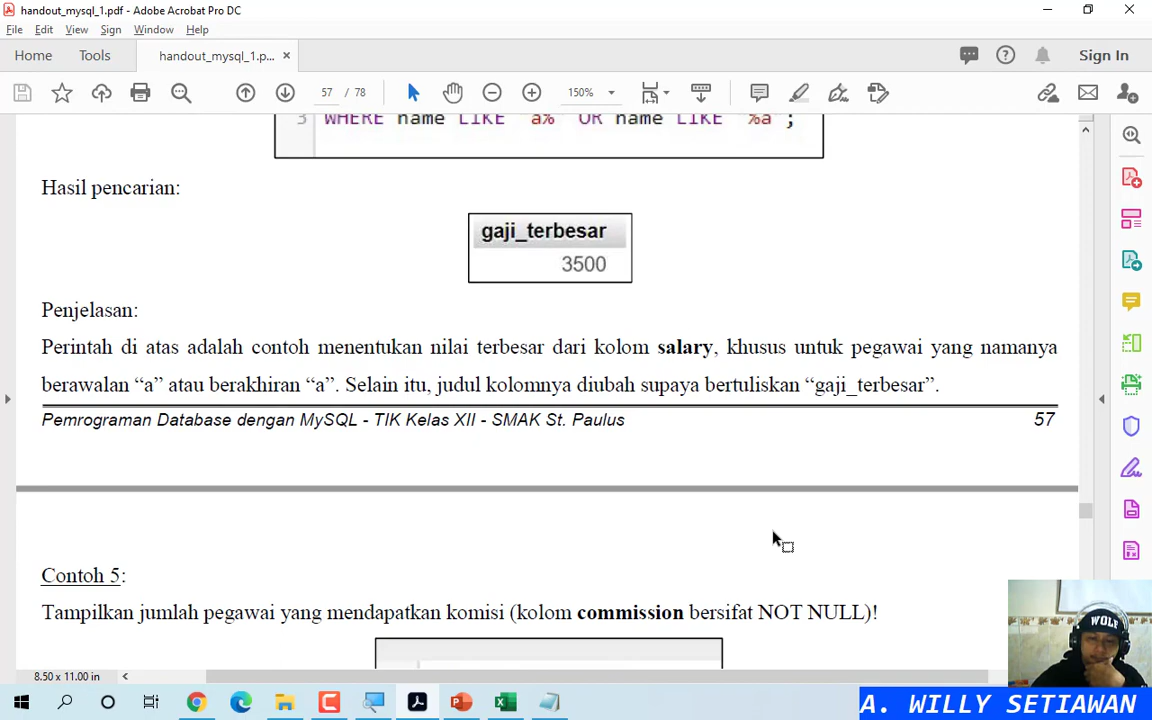 handout_mysql_1.pdf - Adobe Acrobat Pro DC
File Edit View Sign Window Help
Home Tools handout_mysql_1.p... × Sign In
57 / 78 150%
3 WHERE name LIKE 'a%' OR name LIKE '%a';
Hasil pencarian:
gaji_terbesar
3500
Penjelasan:
Perintah di atas adalah contoh menentukan nilai terbesar dari kolom salary, khusus untuk pegawai yang namanya
berawalan “a” atau berakhiran “a”. Selain itu, judul kolomnya diubah supaya bertuliskan “gaji_terbesar”.
Pemrograman Database dengan MySQL - TIK Kelas XII - SMAK St. Paulus 57
Contoh 5:
Tampilkan jumlah pegawai yang mendapatkan komisi (kolom commission bersifat NOT NULL)!
8.50 x 11.00 in
WOLF
A. WILLY SETIAWAN